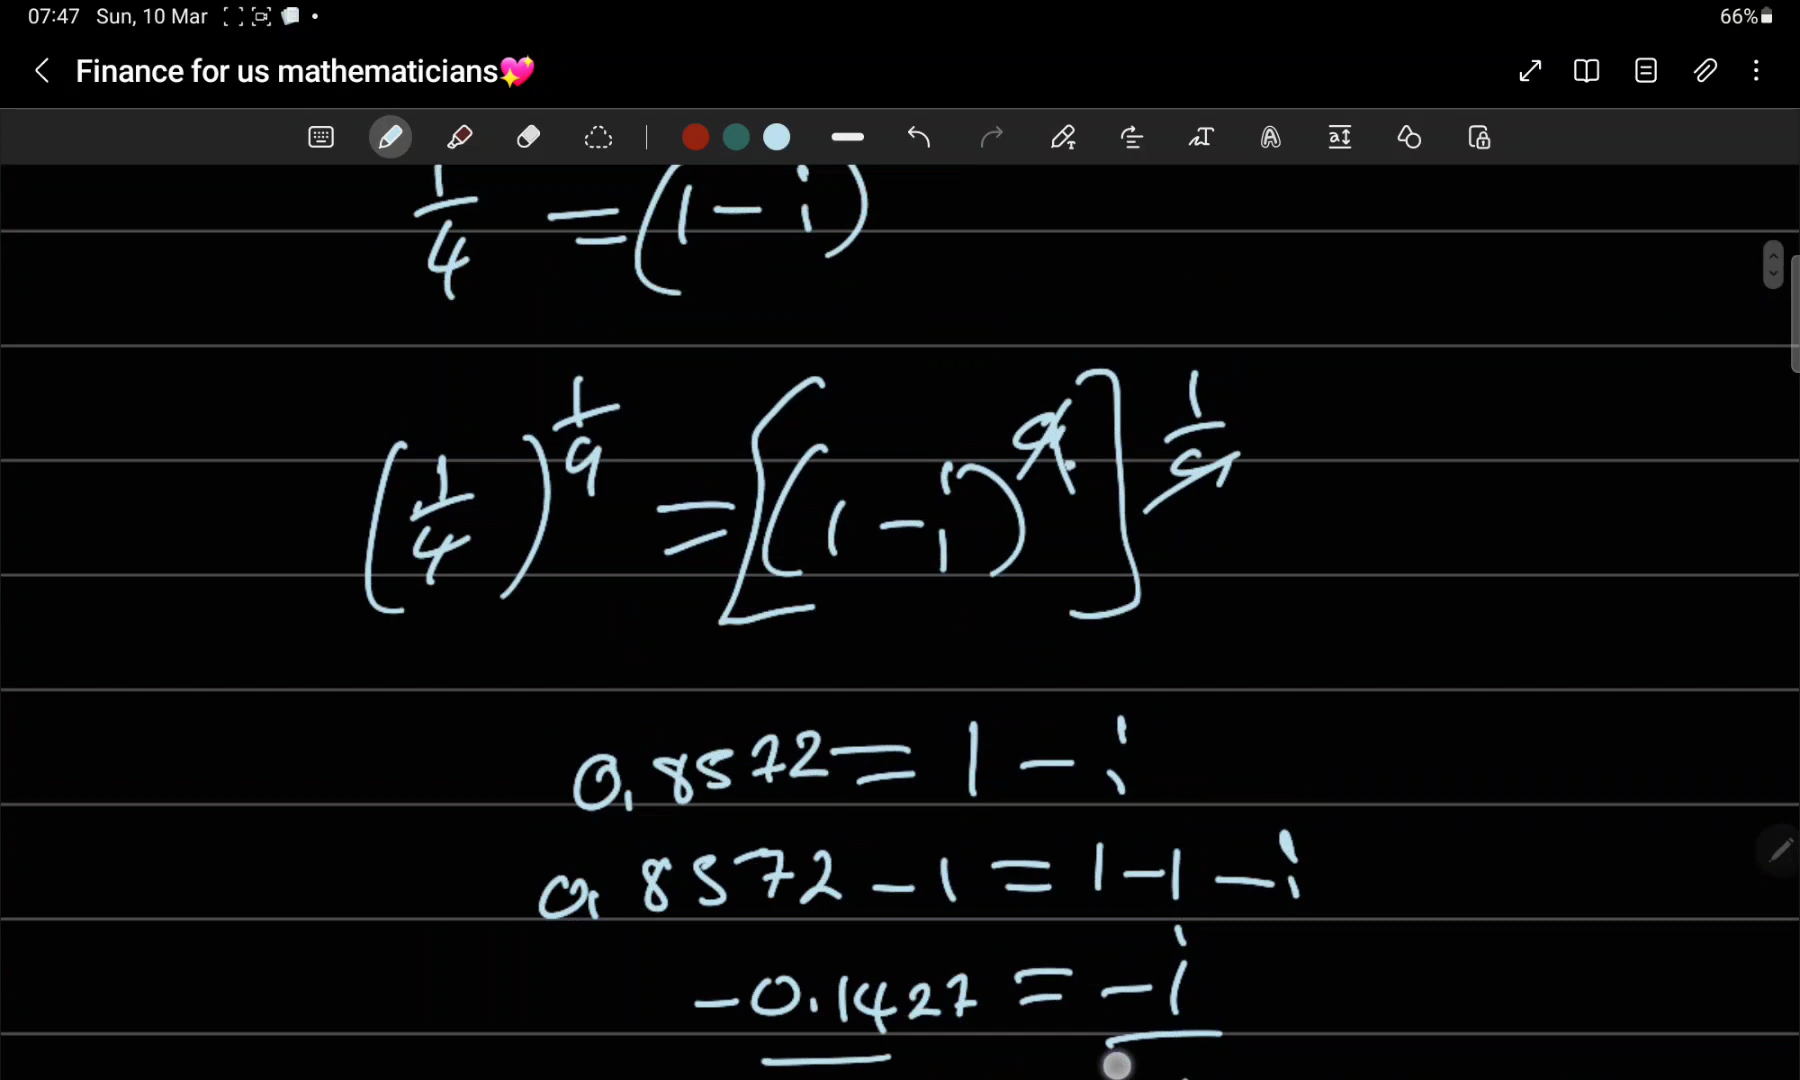 07:47 Sun, 10 Mar 66%
Finance for us mathematicians💖
1/4 = (1 - i)
(1/4)^(1/9) = [(1 - i)^9]^(1/9)
0,8572 = 1 - i
0,8572 - 1 = 1 - 1 - i
-0.1427 = -i